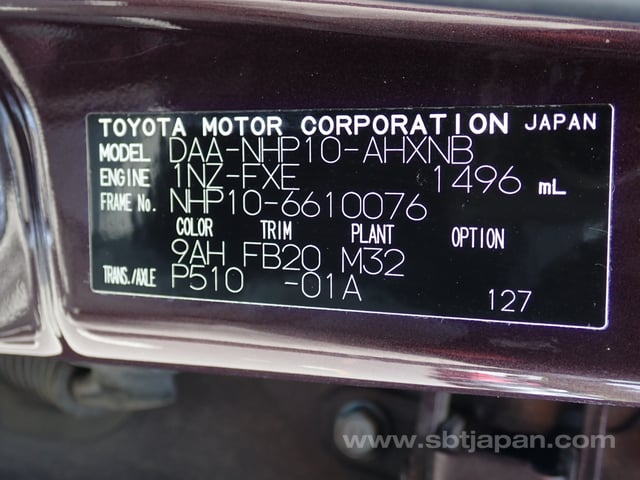 TOYOTA MOTOR CORPORATION JAPAN
MODEL DAA-NHP10-AHXNB
ENGINE 1NZ-FXE 1496 mL
FRAME No. NHP10-6610076
COLOR TRIM PLANT OPTION
9AH FB20 M32
TRANS./AXLE P510 -01A 127
www.sbtjapan.com